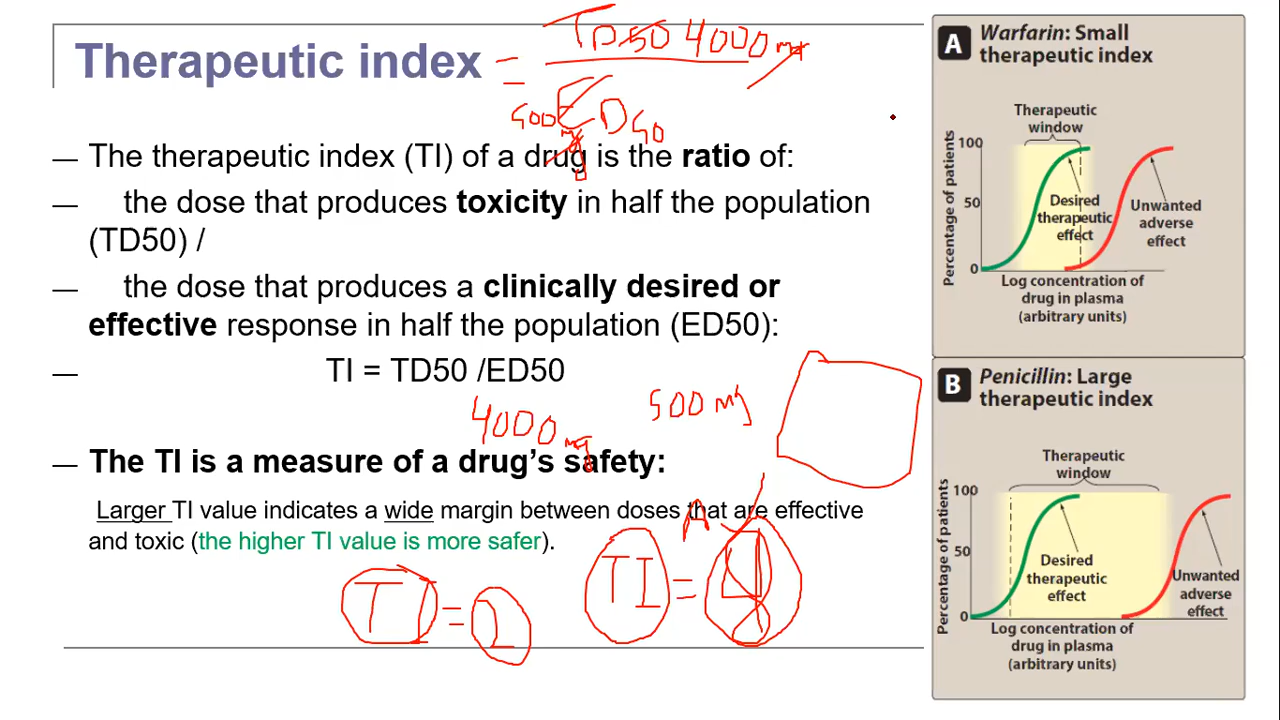 Therapeutic index = TD50 4000 mg
500 mg ED50
— The therapeutic index (TI) of a drug is the ratio of:
— the dose that produces toxicity in half the population
(TD50) /
— the dose that produces a clinically desired or
effective response in half the population (ED50):
— TI = TD50 /ED50
4000 mg
500 mg
— The TI is a measure of a drug's safety:
Larger TI value indicates a wide margin between doses that are effective
and toxic (the higher TI value is more safer).
TI = 2
TI =
A Warfarin: Small
therapeutic index
Therapeutic
window
Percentage of patients
100
50
0
Desired
therapeutic
effect
Unwanted
adverse
effect
Log concentration of
drug in plasma
(arbitrary units)
B Penicillin: Large
therapeutic index
Therapeutic
window
Percentage of patients
100
50
0
Desired
therapeutic
effect
Unwanted
adverse
effect
Log concentration of
drug in plasma
(arbitrary units)